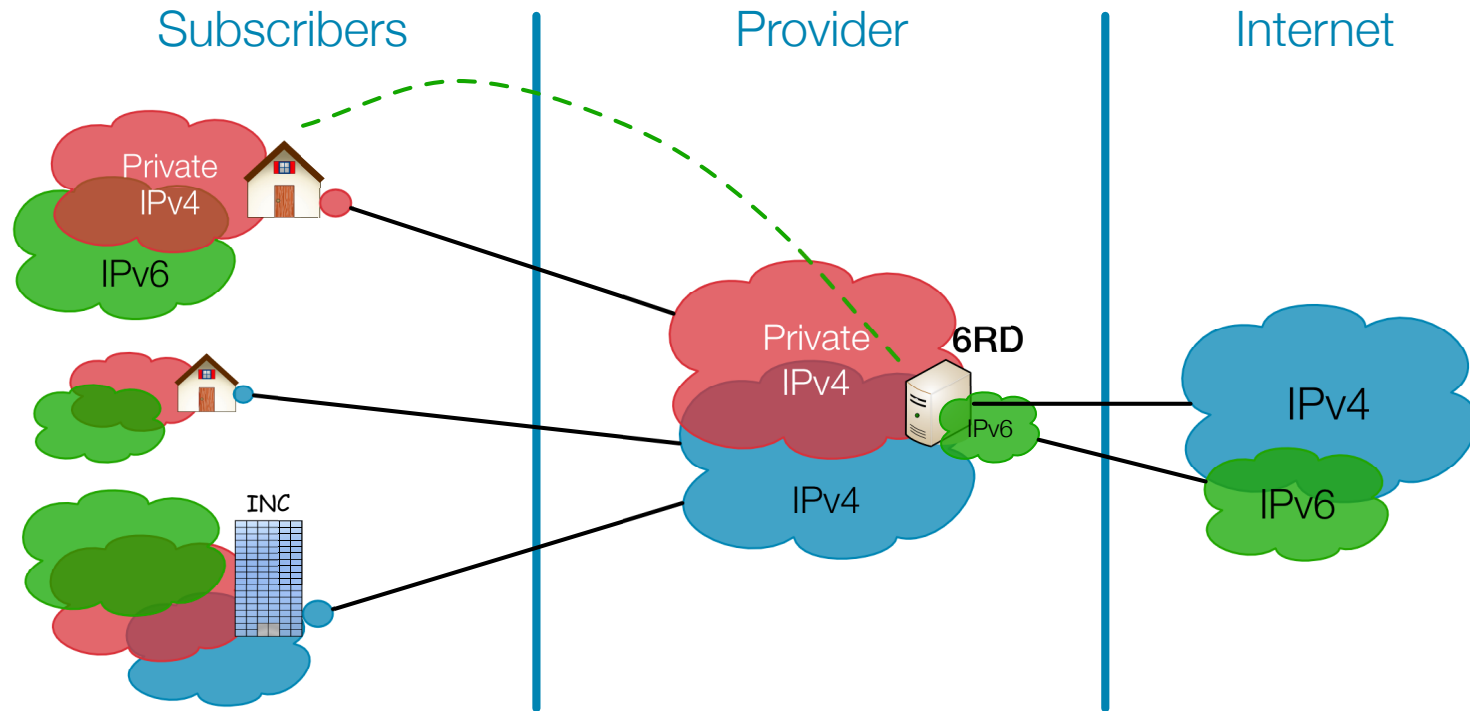 Subscribers
Provider
Internet
Private
IPv4
IPv6
INC
Private
IPv4
6RD
IPv6
IPv4
IPv4
IPv6